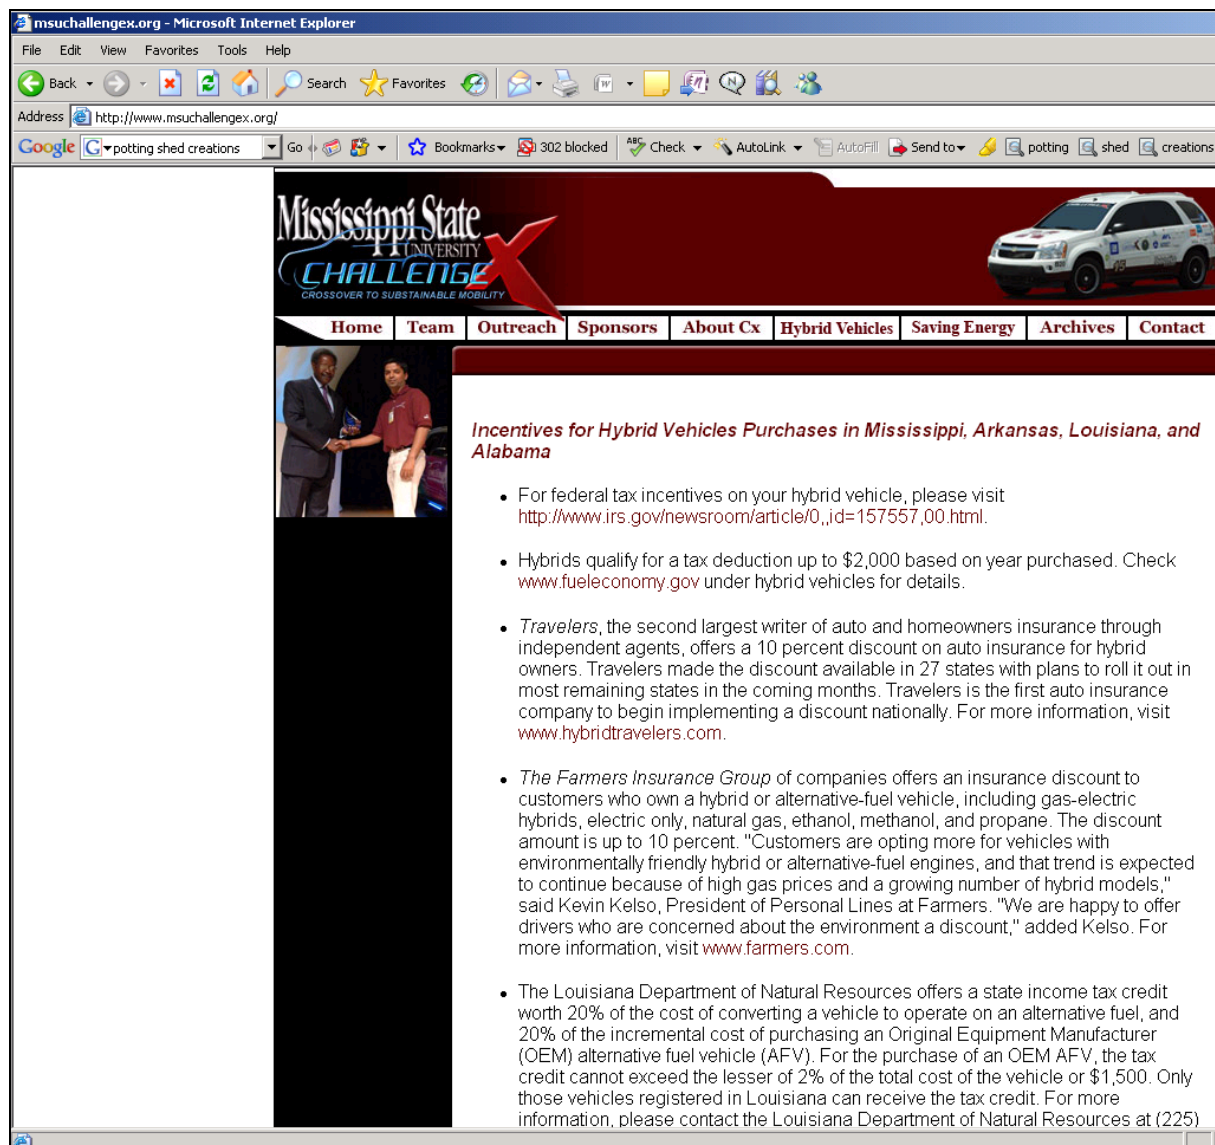 msuchallengex.org - Microsoft Internet Explorer
File Edit View Favorites Tools Help
Back Search Favorites
Address http://www.msuchallengex.org/
Google G potting shed creations Go Bookmarks 302 blocked ABC Check AutoLink AutoFill Send to potting shed creations
Mississippi State
UNIVERSITY
CHALLENGE X
CROSSOVER TO SUBSTAINABLE MOBILITY
Home Team Outreach Sponsors About Cx Hybrid Vehicles Saving Energy Archives Contact
Incentives for Hybrid Vehicles Purchases in Mississippi, Arkansas, Louisiana, and
Alabama
• For federal tax incentives on your hybrid vehicle, please visit
http://www.irs.gov/newsroom/article/0,,id=157557,00.html.
• Hybrids qualify for a tax deduction up to $2,000 based on year purchased. Check
www.fueleconomy.gov under hybrid vehicles for details.
• Travelers, the second largest writer of auto and homeowners insurance through
independent agents, offers a 10 percent discount on auto insurance for hybrid
owners. Travelers made the discount available in 27 states with plans to roll it out in
most remaining states in the coming months. Travelers is the first auto insurance
company to begin implementing a discount nationally. For more information, visit
www.hybridtravelers.com.
• The Farmers Insurance Group of companies offers an insurance discount to
customers who own a hybrid or alternative-fuel vehicle, including gas-electric
hybrids, electric only, natural gas, ethanol, methanol, and propane. The discount
amount is up to 10 percent. "Customers are opting more for vehicles with
environmentally friendly hybrid or alternative-fuel engines, and that trend is expected
to continue because of high gas prices and a growing number of hybrid models,"
said Kevin Kelso, President of Personal Lines at Farmers. "We are happy to offer
drivers who are concerned about the environment a discount," added Kelso. For
more information, visit www.farmers.com.
• The Louisiana Department of Natural Resources offers a state income tax credit
worth 20% of the cost of converting a vehicle to operate on an alternative fuel, and
20% of the incremental cost of purchasing an Original Equipment Manufacturer
(OEM) alternative fuel vehicle (AFV). For the purchase of an OEM AFV, the tax
credit cannot exceed the lesser of 2% of the total cost of the vehicle or $1,500. Only
those vehicles registered in Louisiana can receive the tax credit. For more
information, please contact the Louisiana Department of Natural Resources at (225)